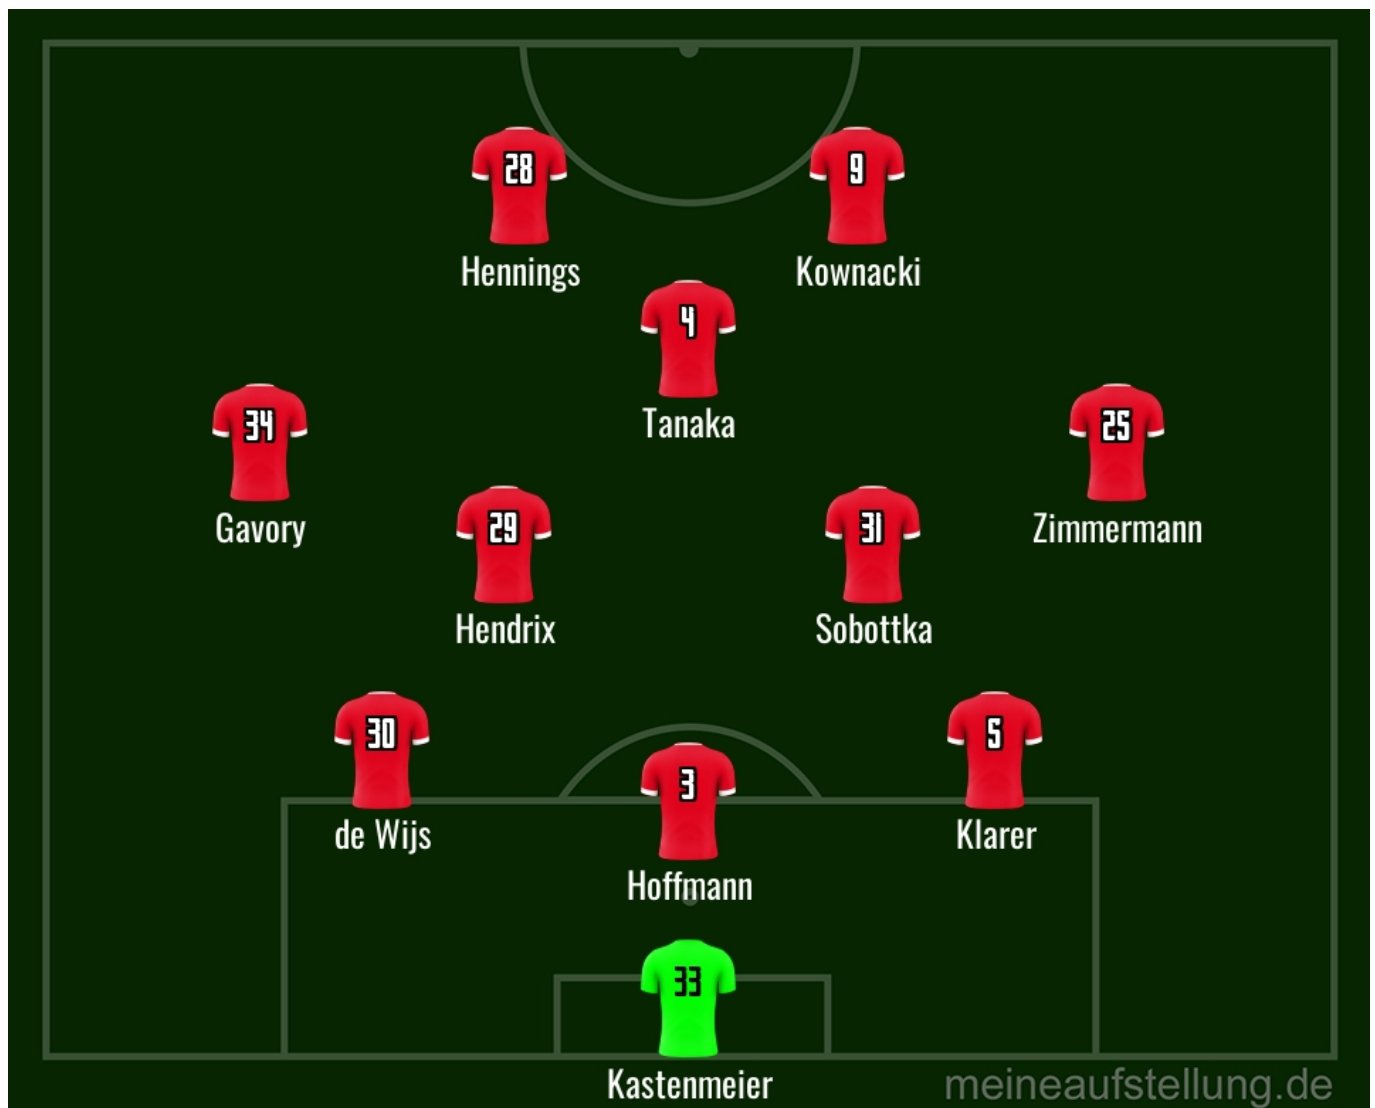 28
9
Hennings
Kownacki
4
Tanaka
34
25
Gavory
Zimmermann
29
31
Hendrix
Sobottka
30
5
de Wijs
Klarer
3
Hoffmann
33
Kastenmeier
meineaufstellung.de